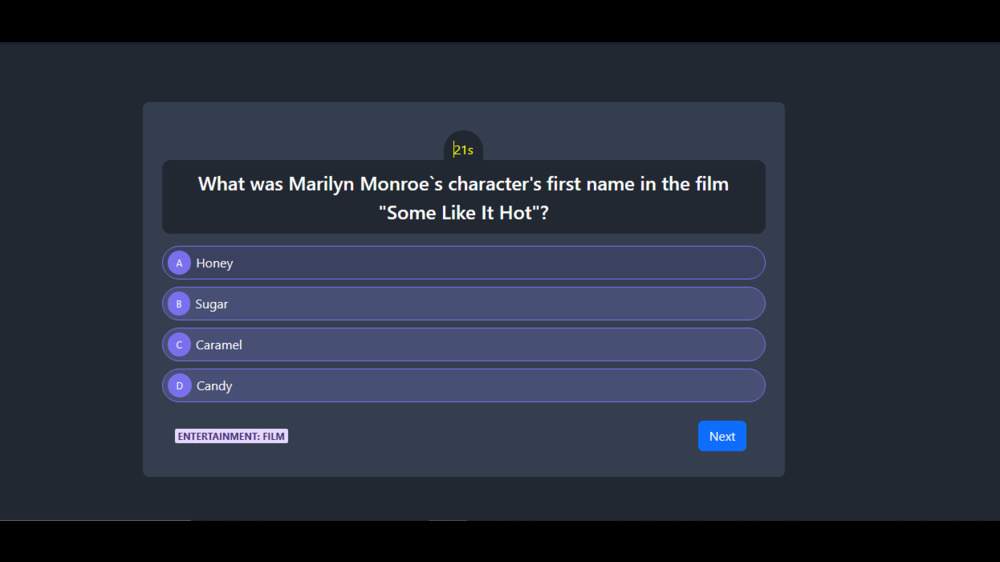 21s
What was Marilyn Monroe`s character's first name in the film
"Some Like It Hot"?
A Honey
B Sugar
C Caramel
D Candy
ENTERTAINMENT: FILM
Next